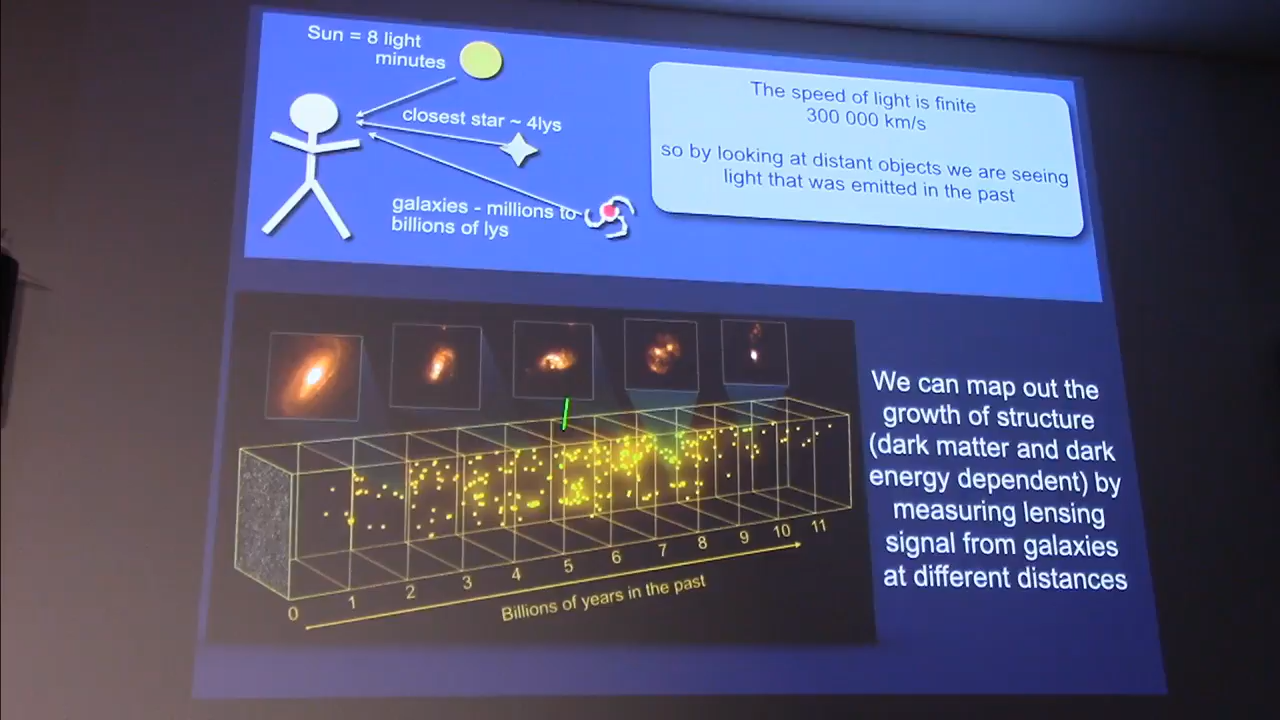 Sun = 8 light
minutes
closest star ~ 4lys
galaxies - millions to
billions of lys
The speed of light is finite
300 000 km/s
so by looking at distant objects we are seeing
light that was emitted in the past
0 1 2 3 4 5 6 7 8 9 10 11
Billions of years in the past
We can map out the
growth of structure
(dark matter and dark
energy dependent) by
measuring lensing
signal from galaxies
at different distances